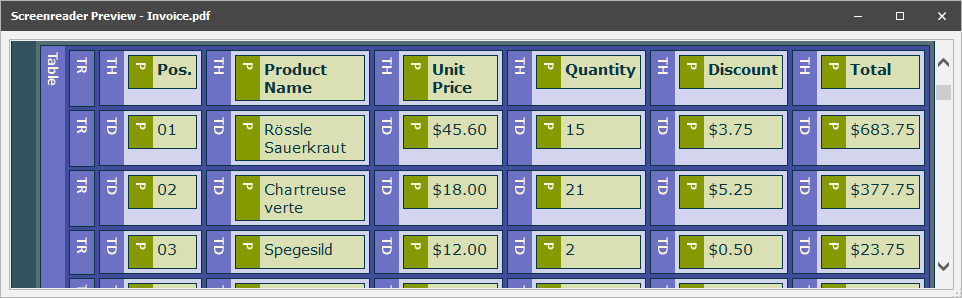 Screenreader Preview - Invoice.pdf
Table
TR TH P Pos. TH P Product Name TH P Unit Price TH P Quantity TH P Discount TH P Total
TR TD P 01 TD P Rössle Sauerkraut TD P $45.60 TD P 15 TD P $3.75 TD P $683.75
TR TD P 02 TD P Chartreuse verte TD P $18.00 TD P 21 TD P $5.25 TD P $377.75
TR TD P 03 TD P Spegesild TD P $12.00 TD P 2 TD P $0.50 TD P $23.75